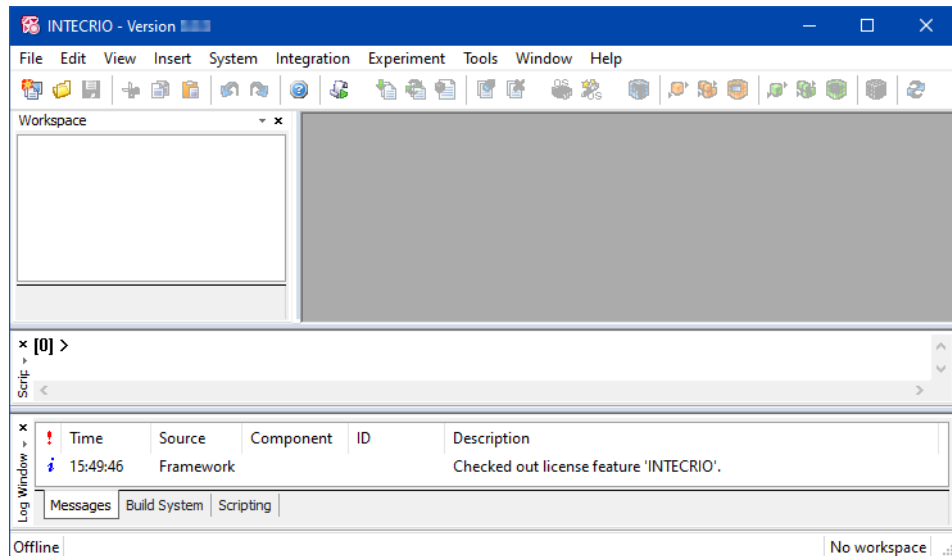 INTECRIO - Version
File Edit View Insert System Integration Experiment Tools Window Help
Workspace
[0] >
Time Source Component ID Description
15:49:46 Framework Checked out license feature 'INTECRIO'.
Log Window
Messages Build System Scripting
Offline No workspace